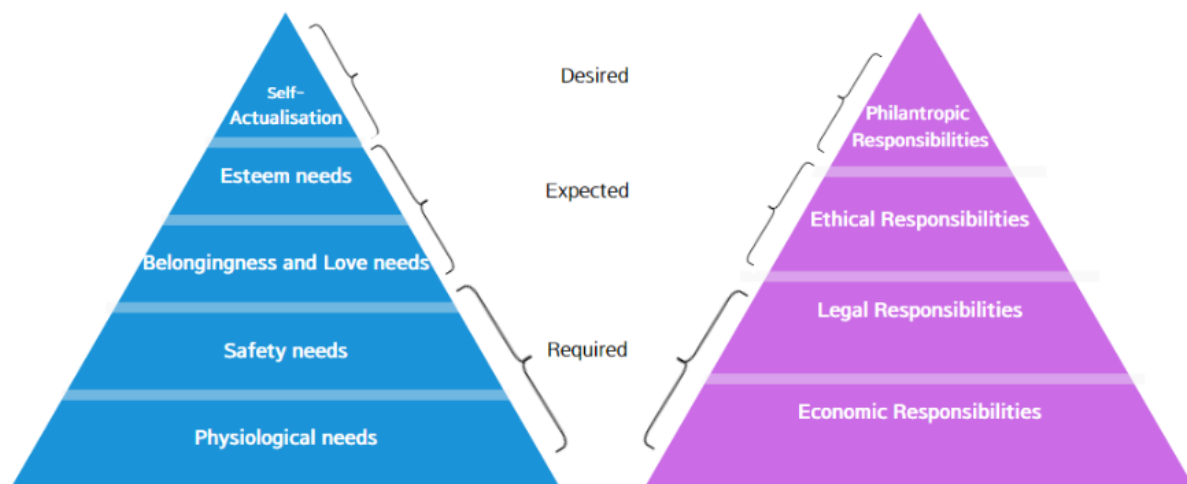 Self-
Actualisation
Esteem needs
Belongingness and Love needs
Safety needs
Physiological needs
Desired
Expected
Required
Philantropic
Responsibilities
Ethical Responsibilities
Legal Responsibilities
Economic Responsibilities